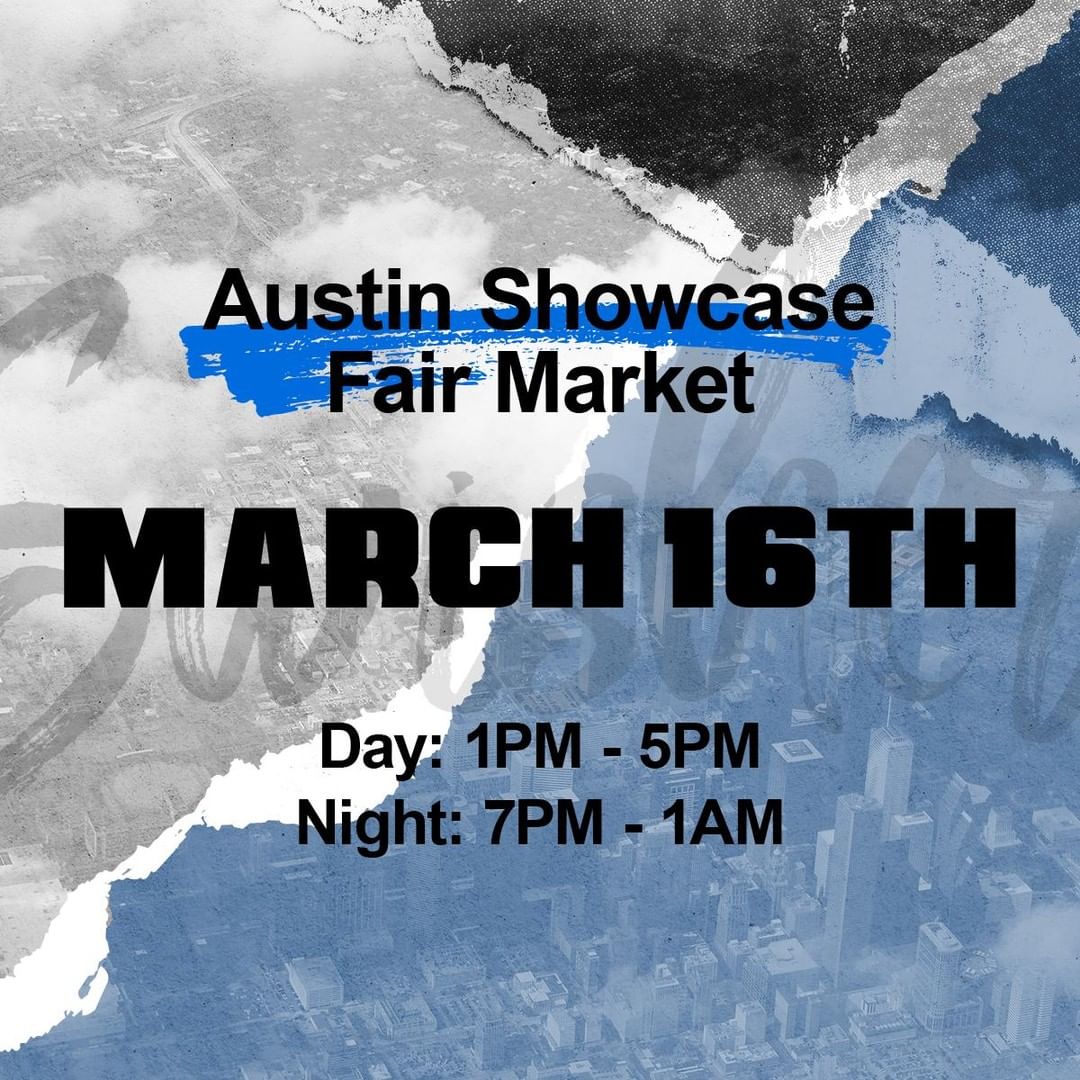 Austin Showcase
Fair Market
MARCH 16TH
Day: 1PM - 5PM
Night: 7PM - 1AM